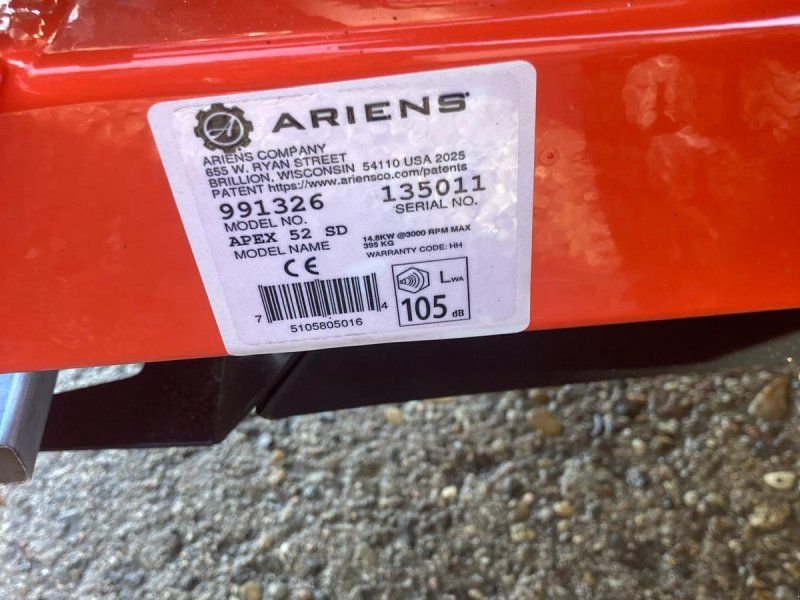 ARIENS
ARIENS COMPANY
655 W. RYAN STREET
BRILLION, WISCONSIN 54110 USA 2025
PATENT https://www.ariensco.com/patents
991326 135011
MODEL NO. SERIAL NO.
APEX 52 SD 14.8KW @3000 RPM MAX
395 KG
MODEL NAME WARRANTY CODE: HH
CE
LWA
105 dB
7 5105805016 4